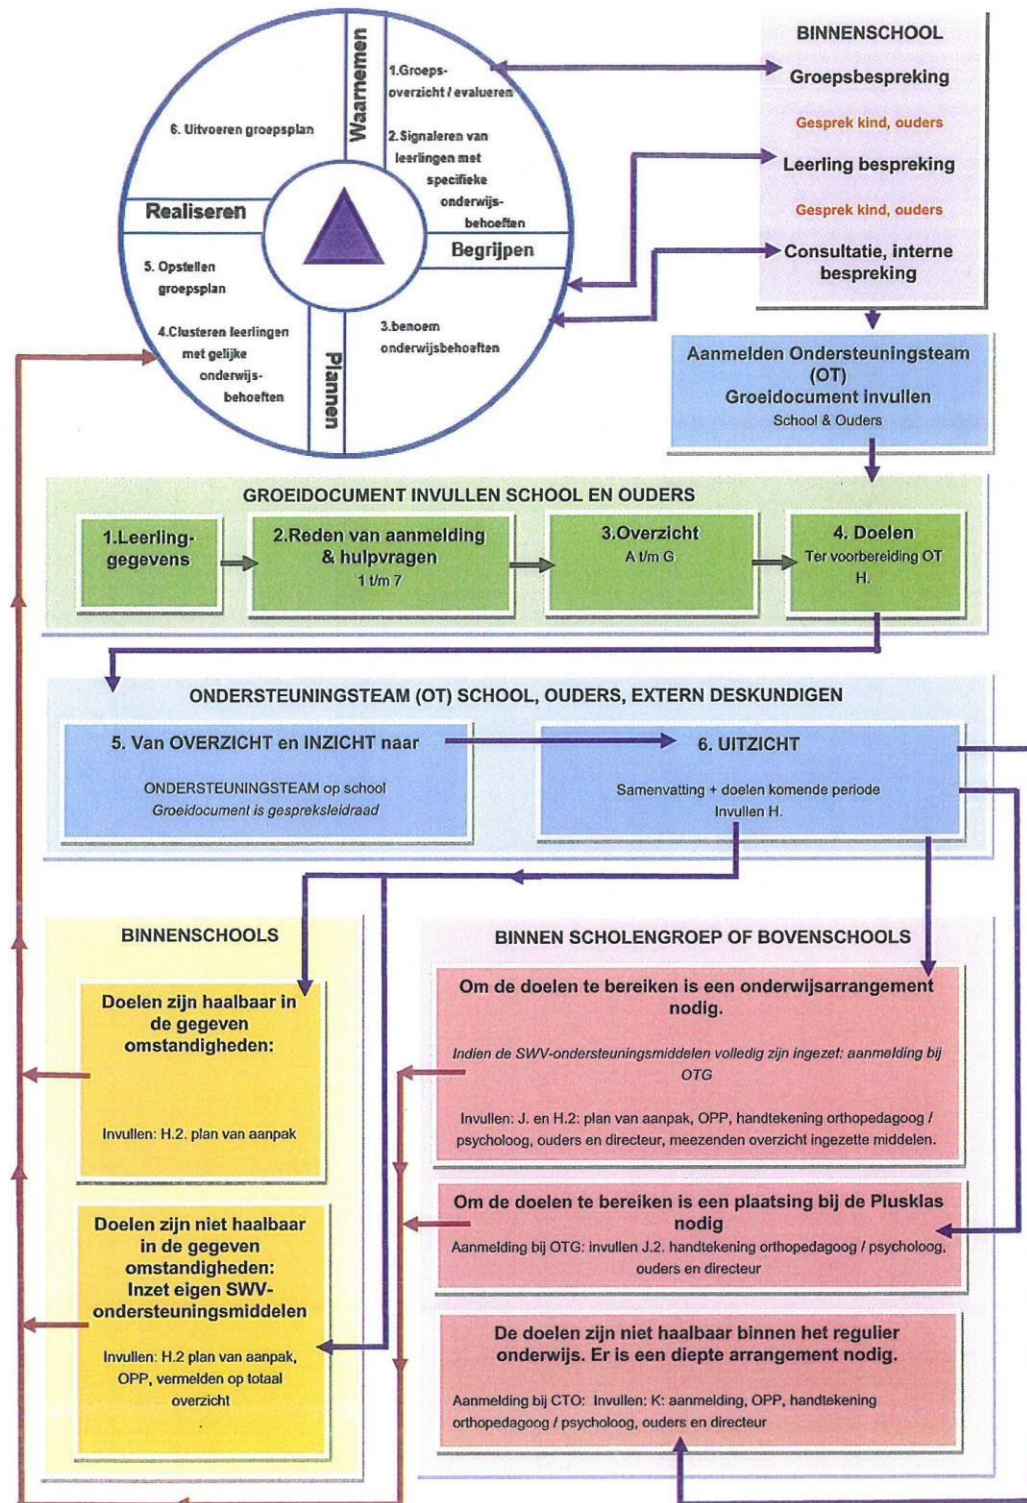 Waarnemen
1.Groeps-
overzicht / evalueren
2.Signaleren van
leerlingen met
specifieke
onderwijs-
behoeften
Begrijpen
3.benoem
onderwijsbehoeften
Plannen
4.Clusteren leerlingen
met gelijke
onderwijs-
behoeften
5. Opstellen
groepsplan
Realiseren
6. Uitvoeren groepsplan
BINNENSCHOOL
Groepsbespreking
Gesprek kind, ouders
Leerling bespreking
Gesprek kind, ouders
Consultatie, interne
bespreking
Aanmelden Ondersteuningsteam
(OT)
Groeidocument invullen
School & Ouders
GROEIDOCUMENT INVULLEN SCHOOL EN OUDERS
1.Leerling-
gegevens
2.Reden van aanmelding
& hulpvragen
1 t/m 7
3.Overzicht
A t/m G
4. Doelen
Ter voorbereiding OT
H.
ONDERSTEUNINGSTEAM (OT) SCHOOL, OUDERS, EXTERN DESKUNDIGEN
5. Van OVERZICHT en INZICHT naar
ONDERSTEUNINGSTEAM op school
Groeidocument is gespreksleidraad
6. UITZICHT
Samenvatting + doelen komende periode
Invullen H.
BINNENSCHOOLS
Doelen zijn haalbaar in
de gegeven
omstandigheden:
Invullen: H.2. plan van aanpak
Doelen zijn niet haalbaar
in de gegeven
omstandigheden:
Inzet eigen SWV-
ondersteuningsmiddelen
Invullen: H.2 plan van aanpak,
OPP, vermelden op totaal
overzicht
.
BINNEN SCHOLENGROEP OF BOVENSCHOOLS
Om de doelen te bereiken is een onderwijsarrangement
nodig.
Indien de SWV-ondersteuningsmiddelen volledig zijn ingezet: aanmelding bij
OTG
Invullen: J. en H.2: plan van aanpak, OPP, handtekening orthopedagoog /
psycholoog, ouders en directeur, meezenden overzicht ingezette middelen.
Om de doelen te bereiken is een plaatsing bij de Plusklas
nodig
Aanmelding bij OTG: invullen J.2. handtekening orthopedagoog / psycholoog,
ouders en directeur
De doelen zijn niet haalbaar binnen het regulier
onderwijs. Er is een diepte arrangement nodig.
Aanmelding bij CTO: Invullen: K: aanmelding, OPP, handtekening
orthopedagoog / psycholoog, ouders en directeur